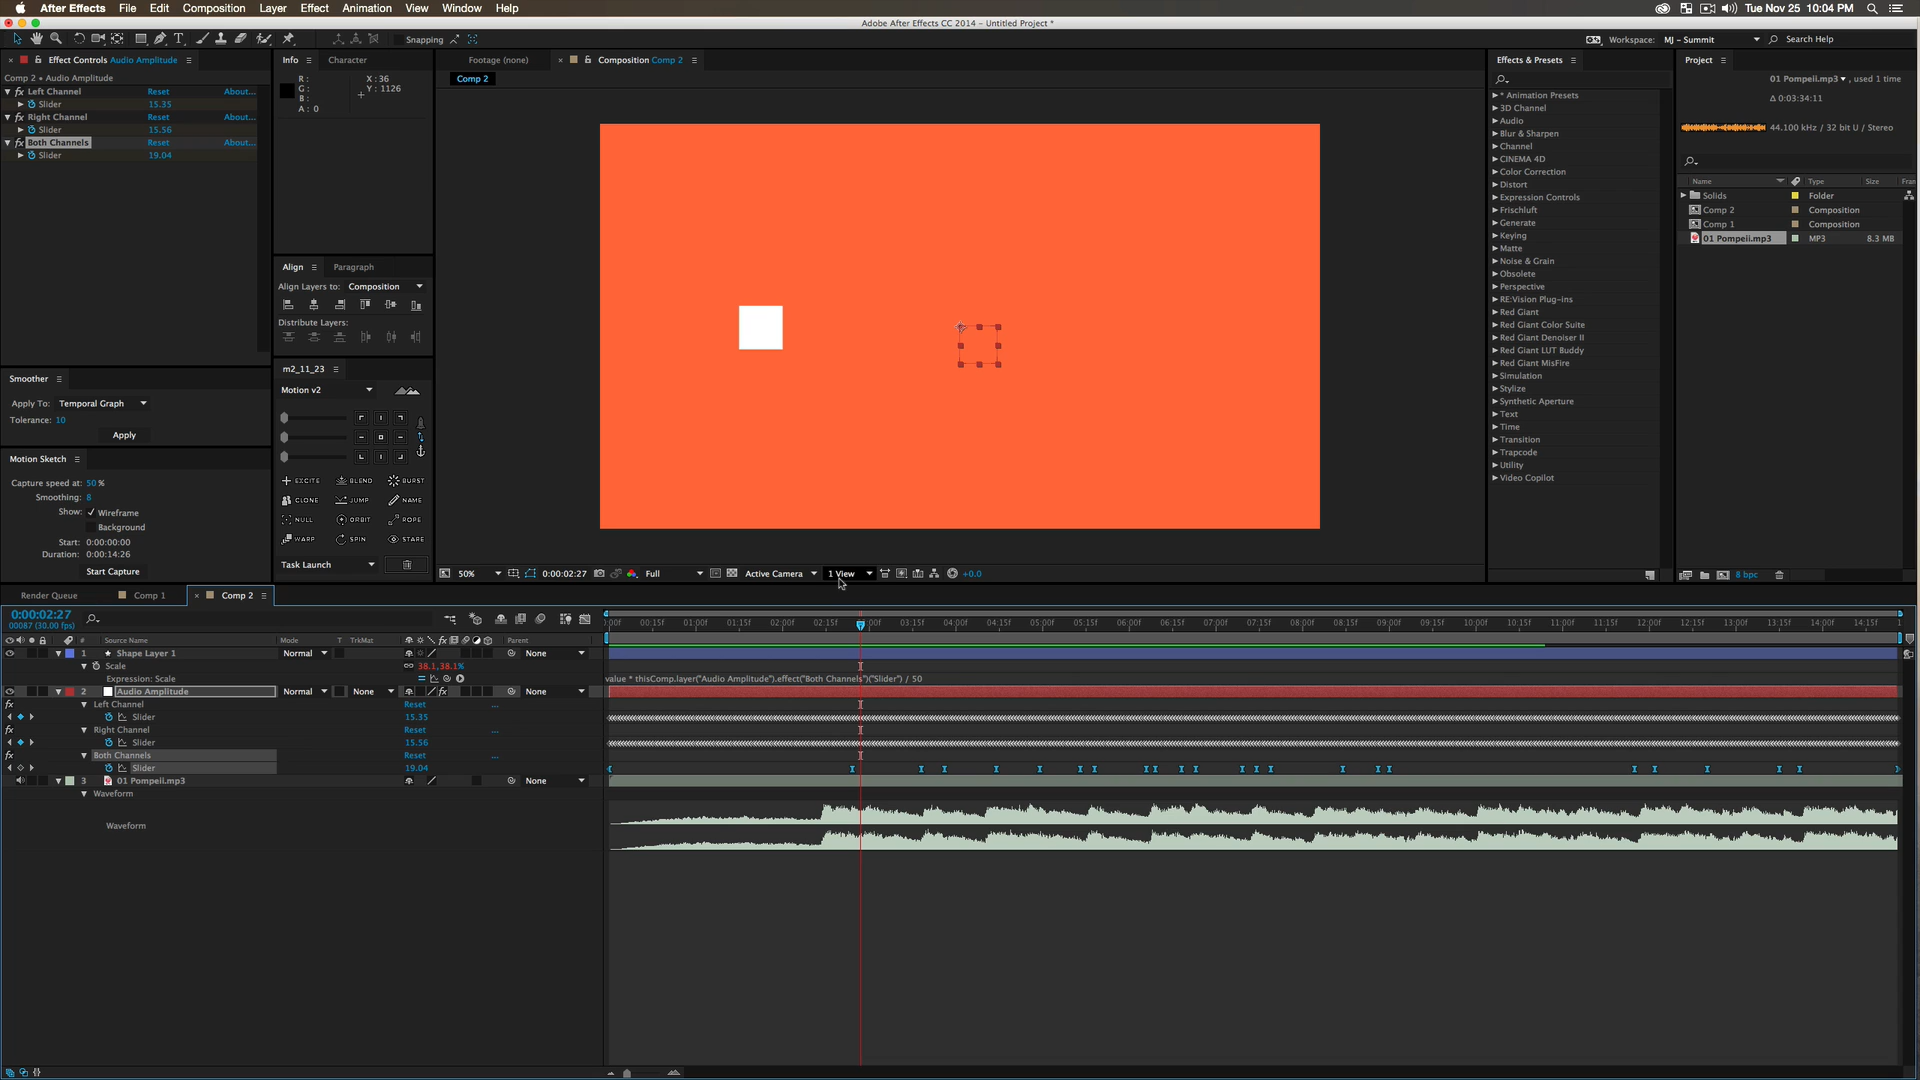 After Effects File Edit Composition Layer Effect Animation View Window Help Tue Nov 25 10:04 PM
Adobe After Effects CC 2014 - Untitled Project *
Snapping Workspace: MJ - Summit Search Help
Effect Controls Audio Amplitude
Comp 2 • Audio Amplitude
Left Channel Reset About...
Slider 15.35
Right Channel Reset About...
Slider 15.56
Both Channels Reset About...
Slider 19.04
Smoother
Apply To: Temporal Graph
Tolerance: 10
Apply
Motion Sketch
Capture speed at: 50 %
Smoothing: 8
Show: Wireframe
Background
Start: 0:00:00:00
Duration: 0:00:14:26
Start Capture
Info Character
R: X: 36
G: Y: 1126
B:
A: 0
Align Paragraph
Align Layers to: Composition
Distribute Layers:
m2_11_23
Motion v2
EXCITE BLEND BURST
CLONE JUMP NAME
NULL ORBIT ROPE
WARP SPIN STARE
Task Launch
Footage (none) Composition Comp 2
Comp 2
50% 0:00:02:27 Full Active Camera 1 View +0.0
Effects & Presets
* Animation Presets
3D Channel
Audio
Blur & Sharpen
Channel
CINEMA 4D
Color Correction
Distort
Expression Controls
Frischluft
Generate
Keying
Matte
Noise & Grain
Obsolete
Perspective
RE:Vision Plug-ins
Red Giant
Red Giant Color Suite
Red Giant Denoiser II
Red Giant LUT Buddy
Red Giant MisFire
Simulation
Stylize
Synthetic Aperture
Text
Time
Transition
Trapcode
Utility
Video Copilot
Project
01 Pompeii.mp3 , used 1 time
Δ 0:03:34:11
44.100 kHz / 32 bit U / Stereo
Name Type Size Fran
Solids Folder
Comp 2 Composition
Comp 1 Composition
01 Pompeii.mp3 MP3 8.3 MB
8 bpc
Render Queue Comp 1 Comp 2
0:00:02:27
00087 (30.00 fps)
:00f 00:15f 01:00f 01:15f 02:00f 02:15f :00f 03:15f 04:00f 04:15f 05:00f 05:15f 06:00f 06:15f 07:00f 07:15f 08:00f 08:15f 09:00f 09:15f 10:00f 10:15f 11:00f 11:15f 12:00f 12:15f 13:00f 13:15f 14:00f 14:15f 1
# Source Name Mode T TrkMat Parent
1 Shape Layer 1 Normal None
Scale 38.1,38.1%
Expression: Scale value * thisComp.layer("Audio Amplitude").effect("Both Channels")("Slider") / 50
2 Audio Amplitude Normal None None
Left Channel Reset ...
Slider 15.35
Right Channel Reset ...
Slider 15.56
Both Channels Reset ...
Slider 19.04
3 01 Pompeii.mp3 None
Waveform
Waveform